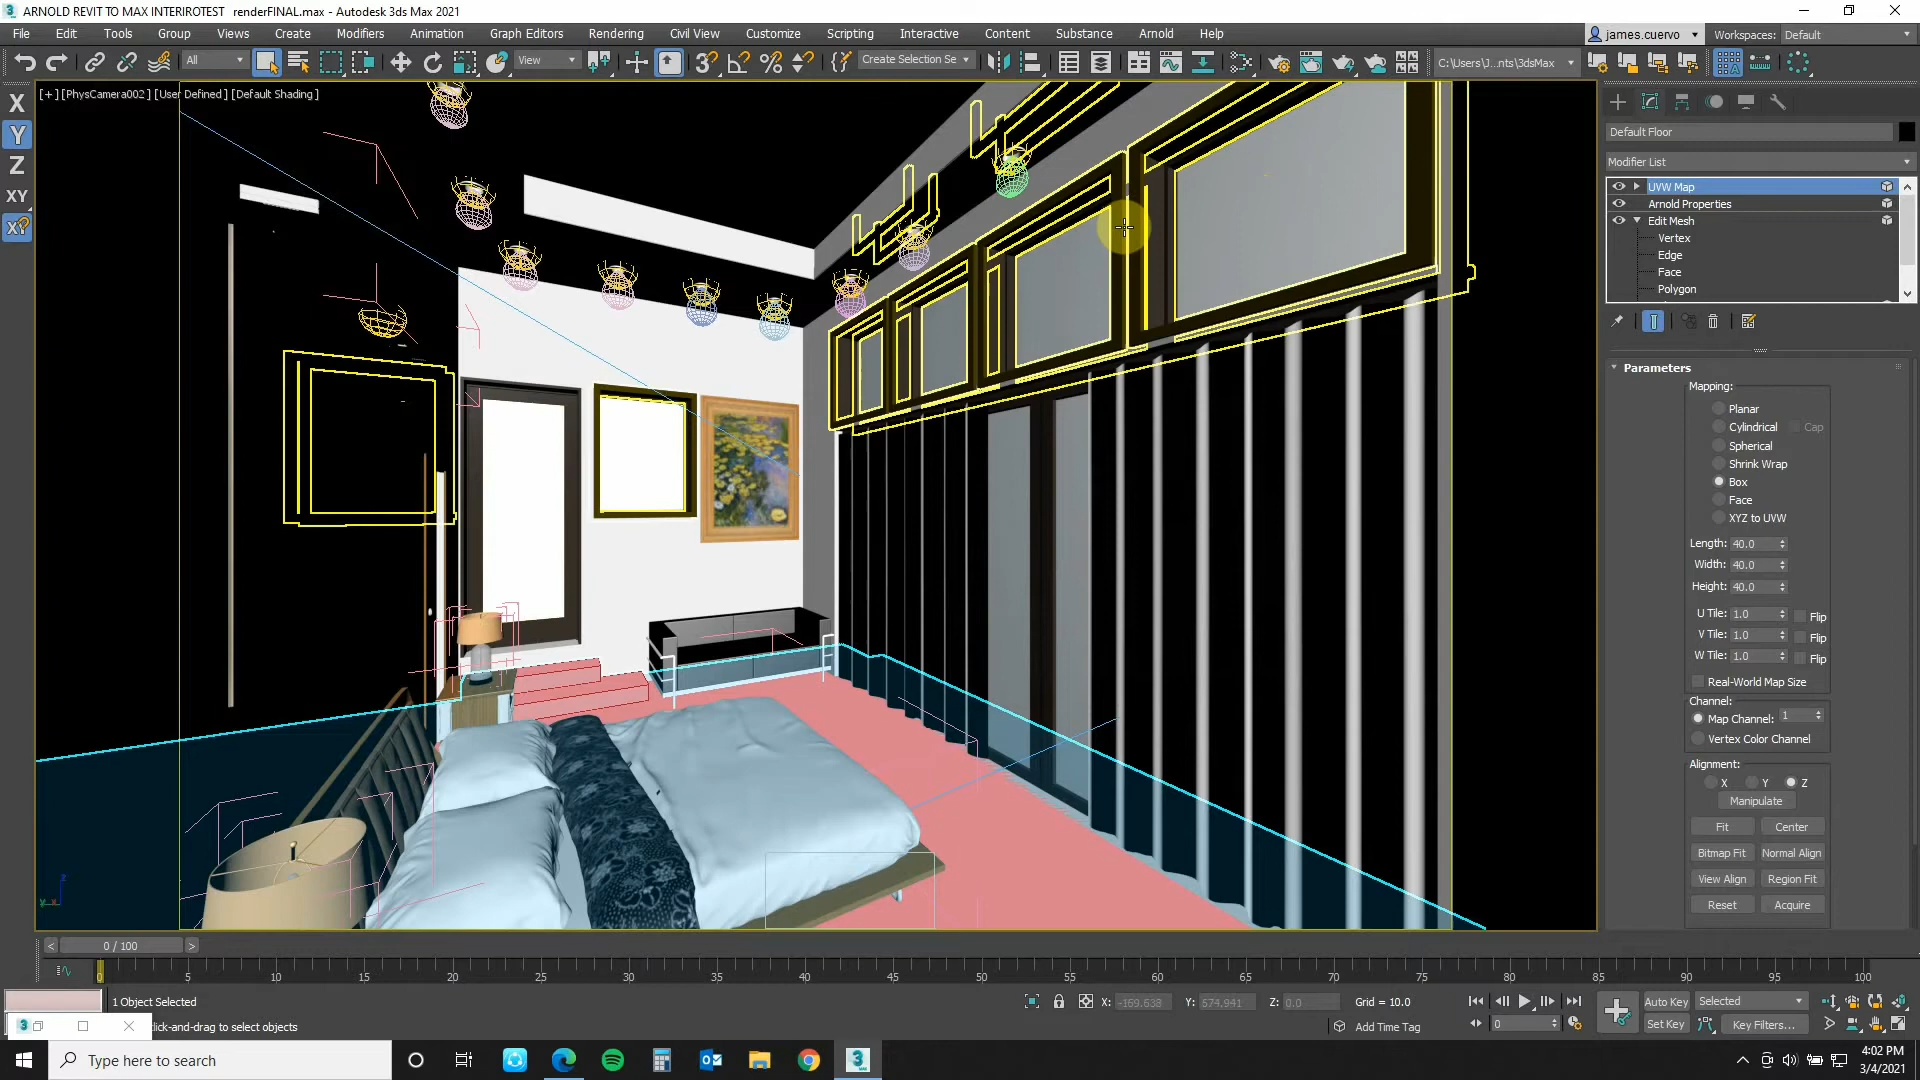 ARNOLD REVIT TO MAX INTERIROTEST renderFINAL.max - Autodesk 3ds Max 2021
File Edit Tools Group Views Create Modifiers Animation Graph Editors Rendering Civil View Customize Scripting Interactive Content Substance Arnold Help
james.cuervo Workspaces: Default
All View Create Selection Se C:\Users\J...nts\3dsMax
X
Y
Z
XY
[+] [PhysCamera002] [User Defined] [Default Shading]
Default Floor
Modifier List
UVW Map
Arnold Properties
Edit Mesh
Vertex
Edge
Face
Polygon
Parameters
Mapping:
Planar
Cylindrical Cap
Spherical
Shrink Wrap
Box
Face
XYZ to UVW
Length: 40.0
Width: 40.0
Height: 40.0
U Tile: 1.0 Flip
V Tile: 1.0 Flip
W Tile: 1.0 Flip
Real-World Map Size
Channel:
Map Channel: 1
Vertex Color Channel
Alignment:
X Y Z
Manipulate
Fit Center
Bitmap Fit Normal Align
View Align Region Fit
Reset Acquire
0 / 100
0 5 10 15 20 25 30 35 40 45 50 55 60 65 70 75 80 85 90 95 100
1 Object Selected
X: -169.638 Y: 574.941 Z: 0.0 Grid = 10.0
Auto Key Selected
click-and-drag to select objects
Add Time Tag
0
Set Key Key Filters...
Type here to search
4:02 PM
3/4/2021